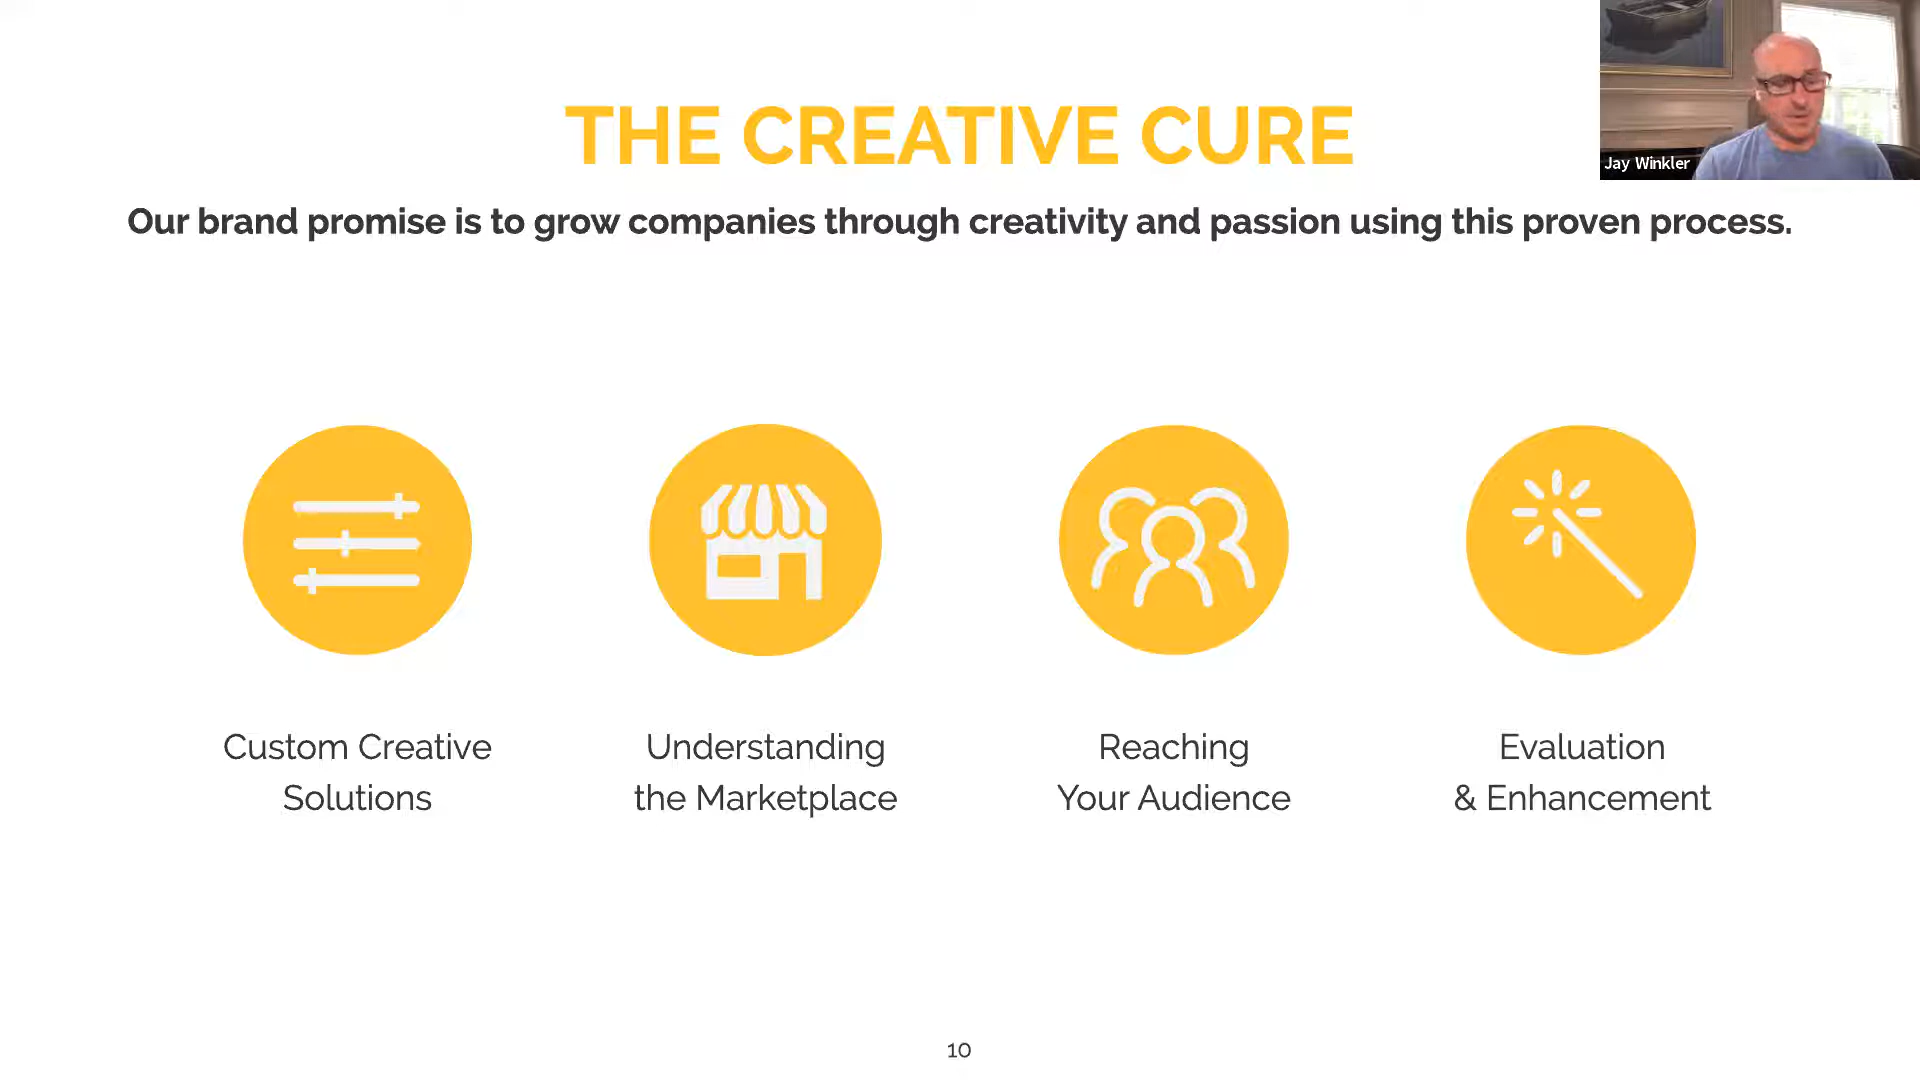 THE CREATIVE CURE
Jay Winkler
Our brand promise is to grow companies through creativity and passion using this proven process.
Custom Creative
Solutions
Understanding
the Marketplace
Reaching
Your Audience
Evaluation
& Enhancement
10